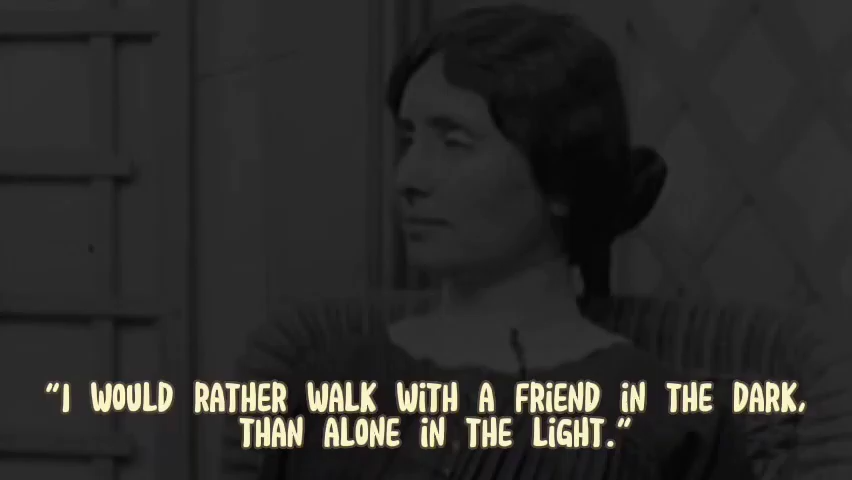 "I WOULD RATHER WALK WITH A FRIEND IN THE DARK,
THAN ALONE IN THE LIGHT."